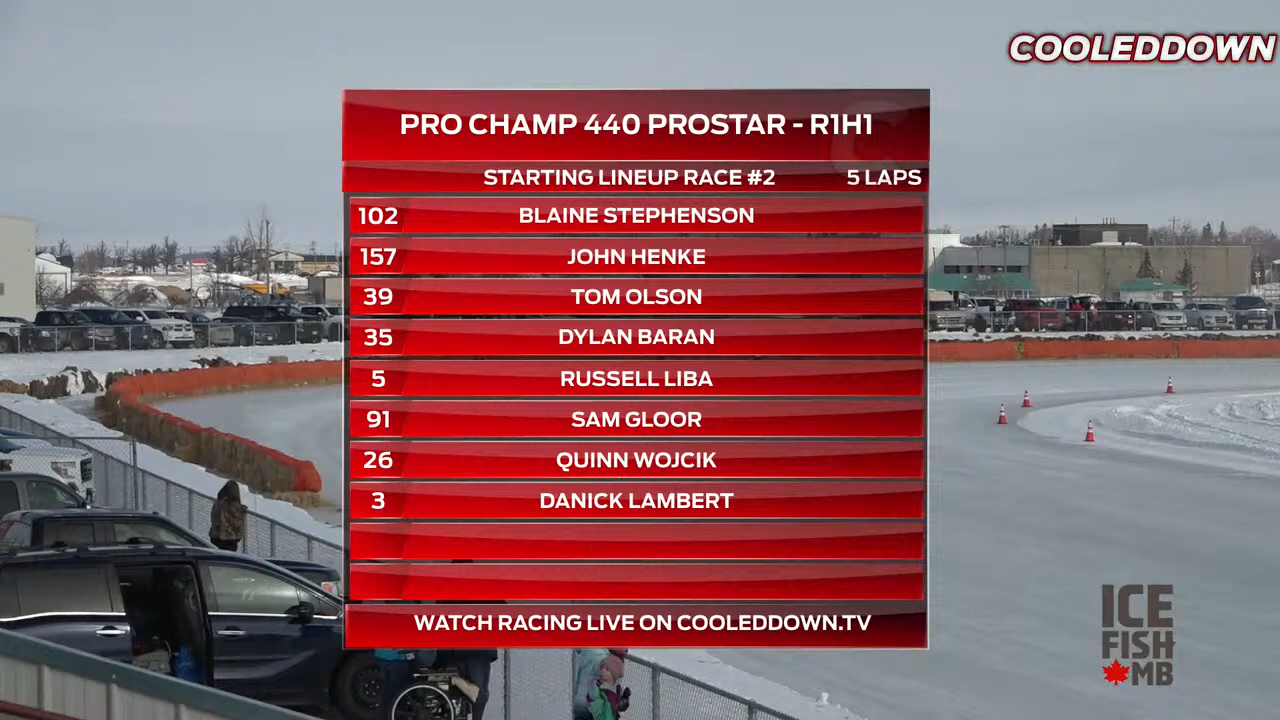 COOLEDDOWN
PRO CHAMP 440 PROSTAR - R1H1
STARTING LINEUP RACE #2 5 LAPS
102 BLAINE STEPHENSON
157 JOHN HENKE
39 TOM OLSON
35 DYLAN BARAN
5 RUSSELL LIBA
91 SAM GLOOR
26 QUINN WOJCIK
3 DANICK LAMBERT
WATCH RACING LIVE ON COOLEDDOWN.TV
ICE
FISH
MB